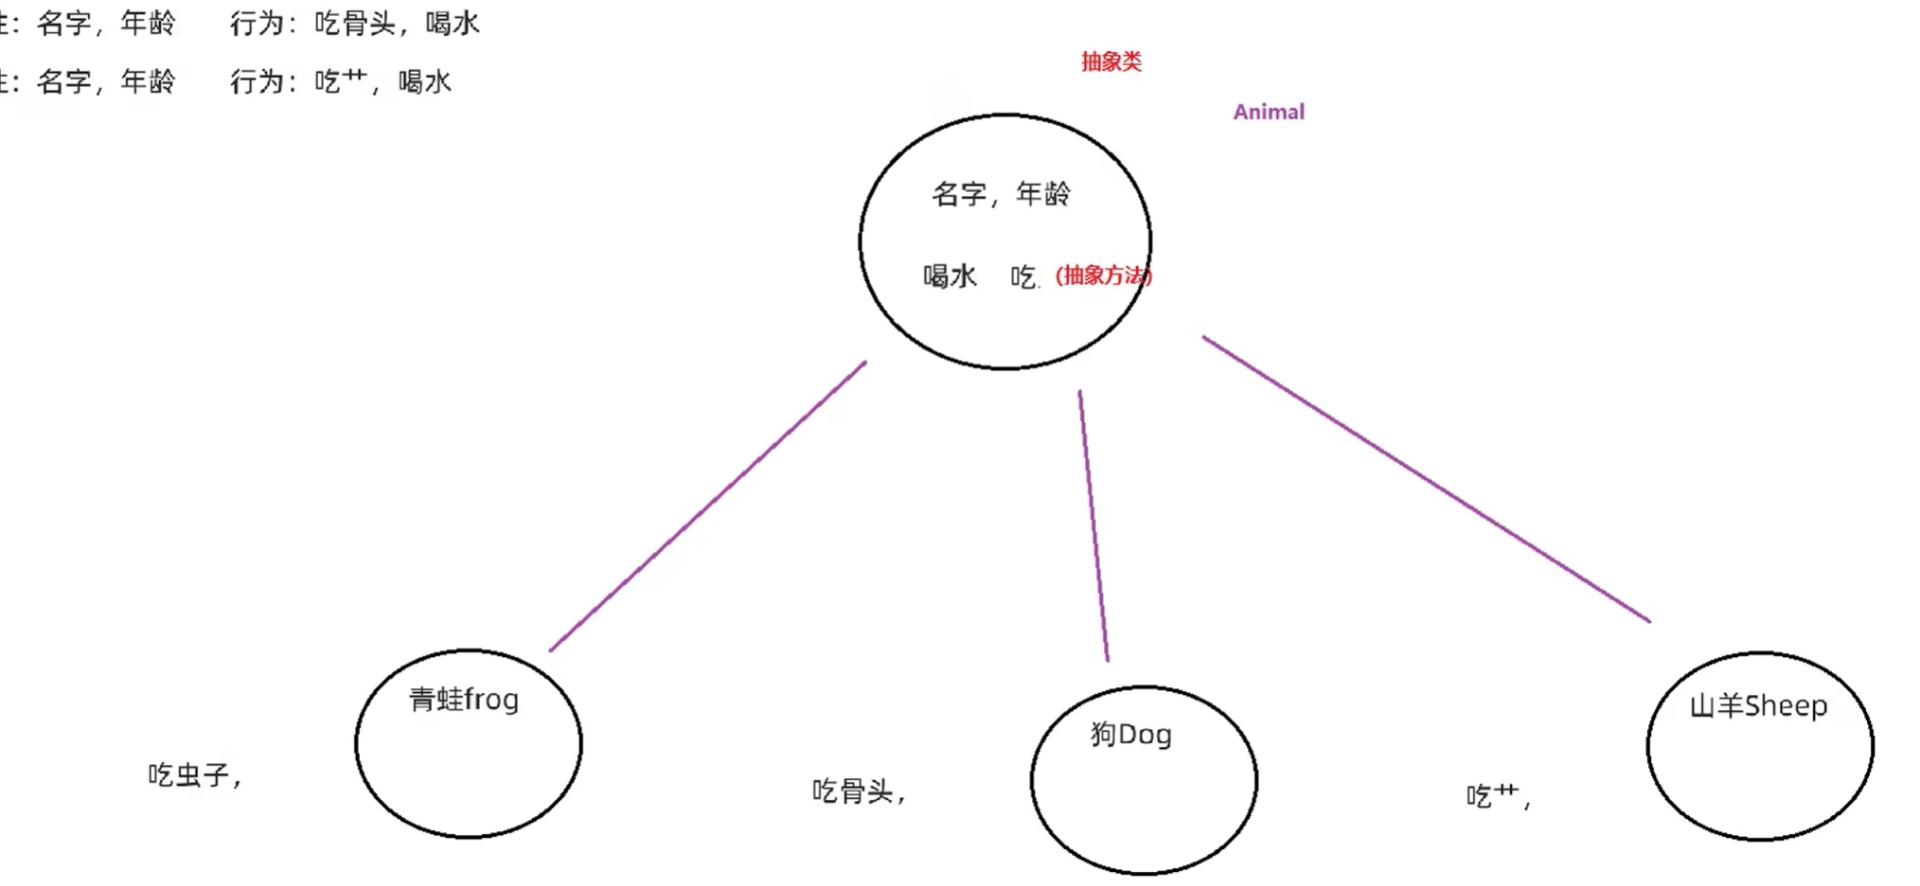 性：名字，年龄 行为：吃骨头，喝水
性：名字，年龄 行为：吃艹，喝水
抽象类
Animal
名字，年龄
喝水 吃 (抽象方法)
青蛙frog
狗Dog
山羊Sheep
吃虫子，
吃骨头，
吃艹，